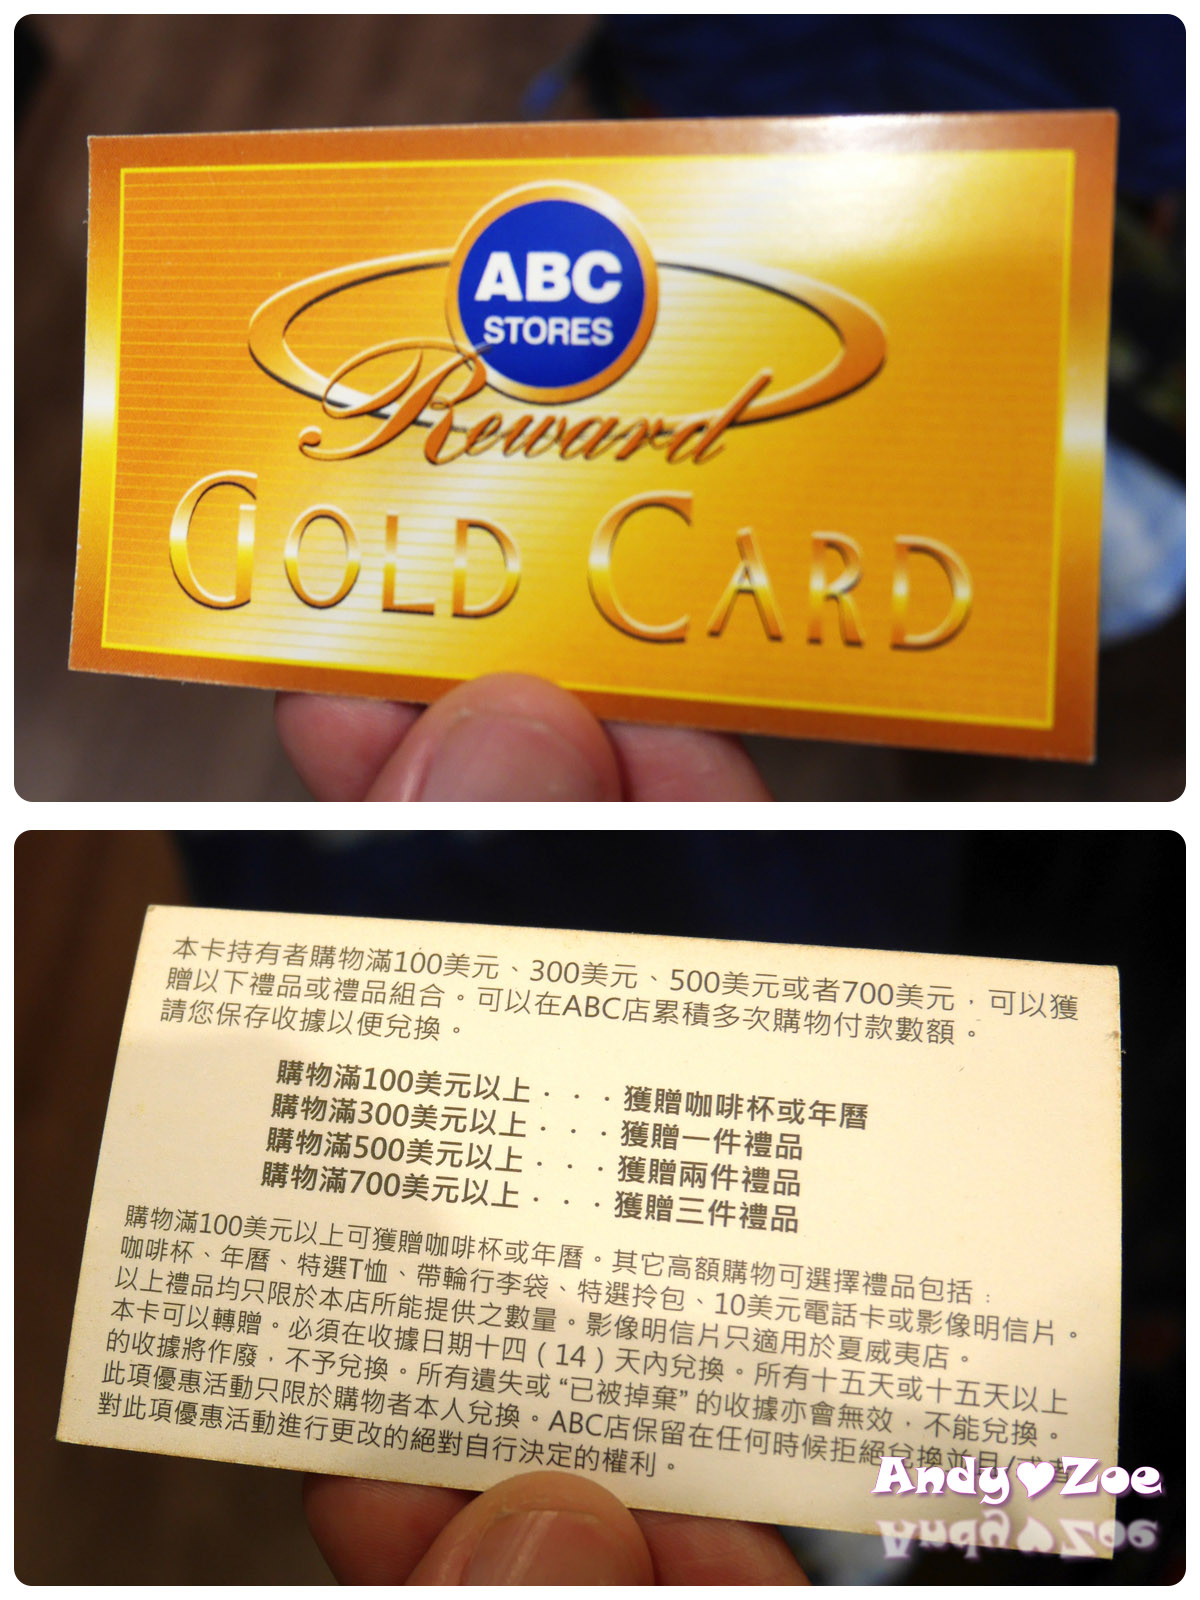 ABC
STORES
Reward
GOLD CARD
本卡持有者購物滿100美元、300美元、500美元或者700美元，可以獲
贈以下禮品或禮品組合。可以在ABC店累積多次購物付款數額。
請您保存收據以便兌換。
購物滿100美元以上．．．獲贈咖啡杯或年曆
購物滿300美元以上．．．獲贈一件禮品
購物滿500美元以上．．．獲贈兩件禮品
購物滿700美元以上．．．獲贈三件禮品
購物滿100美元以上可獲贈咖啡杯或年曆。其它高額購物可選擇禮品包括：
咖啡杯、年曆、特選T恤、帶輪行李袋、特選拎包、10美元電話卡或影像明信片。
以上禮品均只限於本店所能提供之數量。影像明信片只適用於夏威夷店。
本卡可以轉贈。必須在收據日期十四（14）天內兌換。所有十五天或十五天以上
的收據將作廢，不予兌換。所有遺失或“已被掉棄”的收據亦會無效，不能兌換。
此項優惠活動只限於購物者本人兌換。ABC店保留在任何時候拒絕兌換並且/或者
對此項優惠活動進行更改的絕對自行決定的權利。
Andy♥Zoe